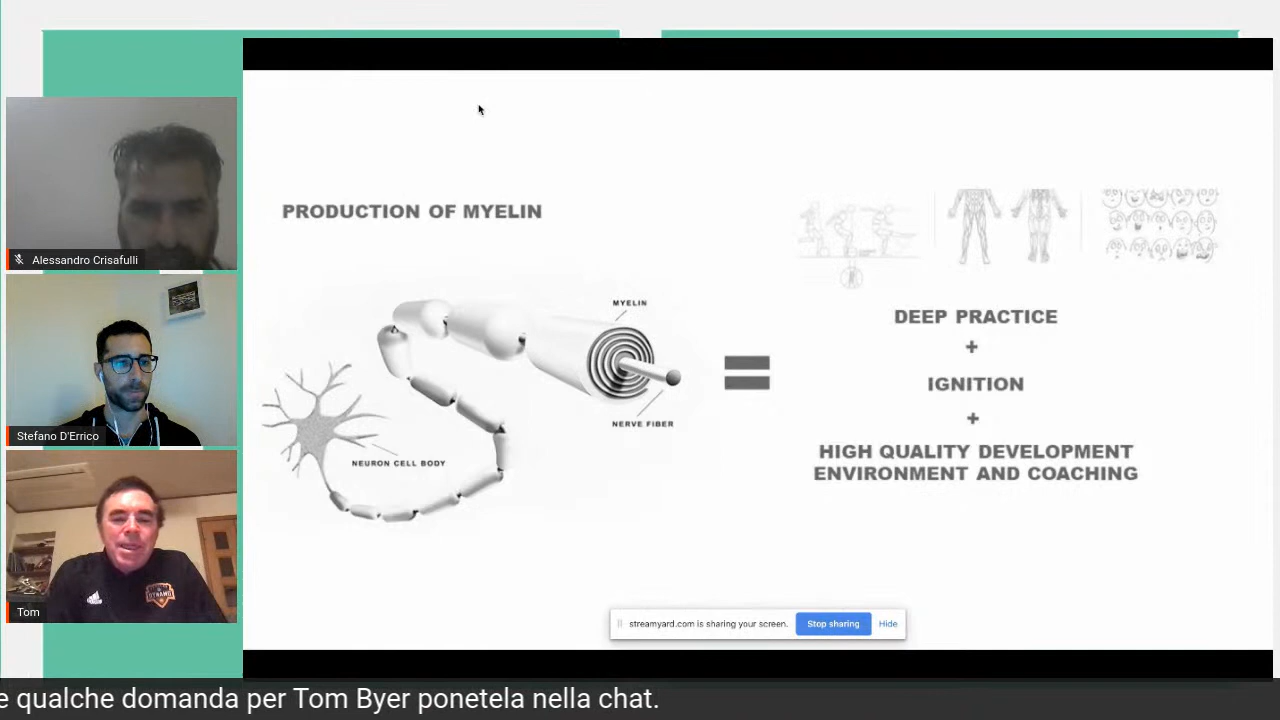 Alessandro Crisafulli
Stefano D'Errico
Tom
DYNAMO
PRODUCTION OF MYELIN
MYELIN
NERVE FIBER
NEURON CELL BODY
=
DEEP PRACTICE
+
IGNITION
+
HIGH QUALITY DEVELOPMENT
ENVIRONMENT AND COACHING
streamyard.com is sharing your screen.
Stop sharing
Hide
e qualche domanda per Tom Byer ponetela nella chat.